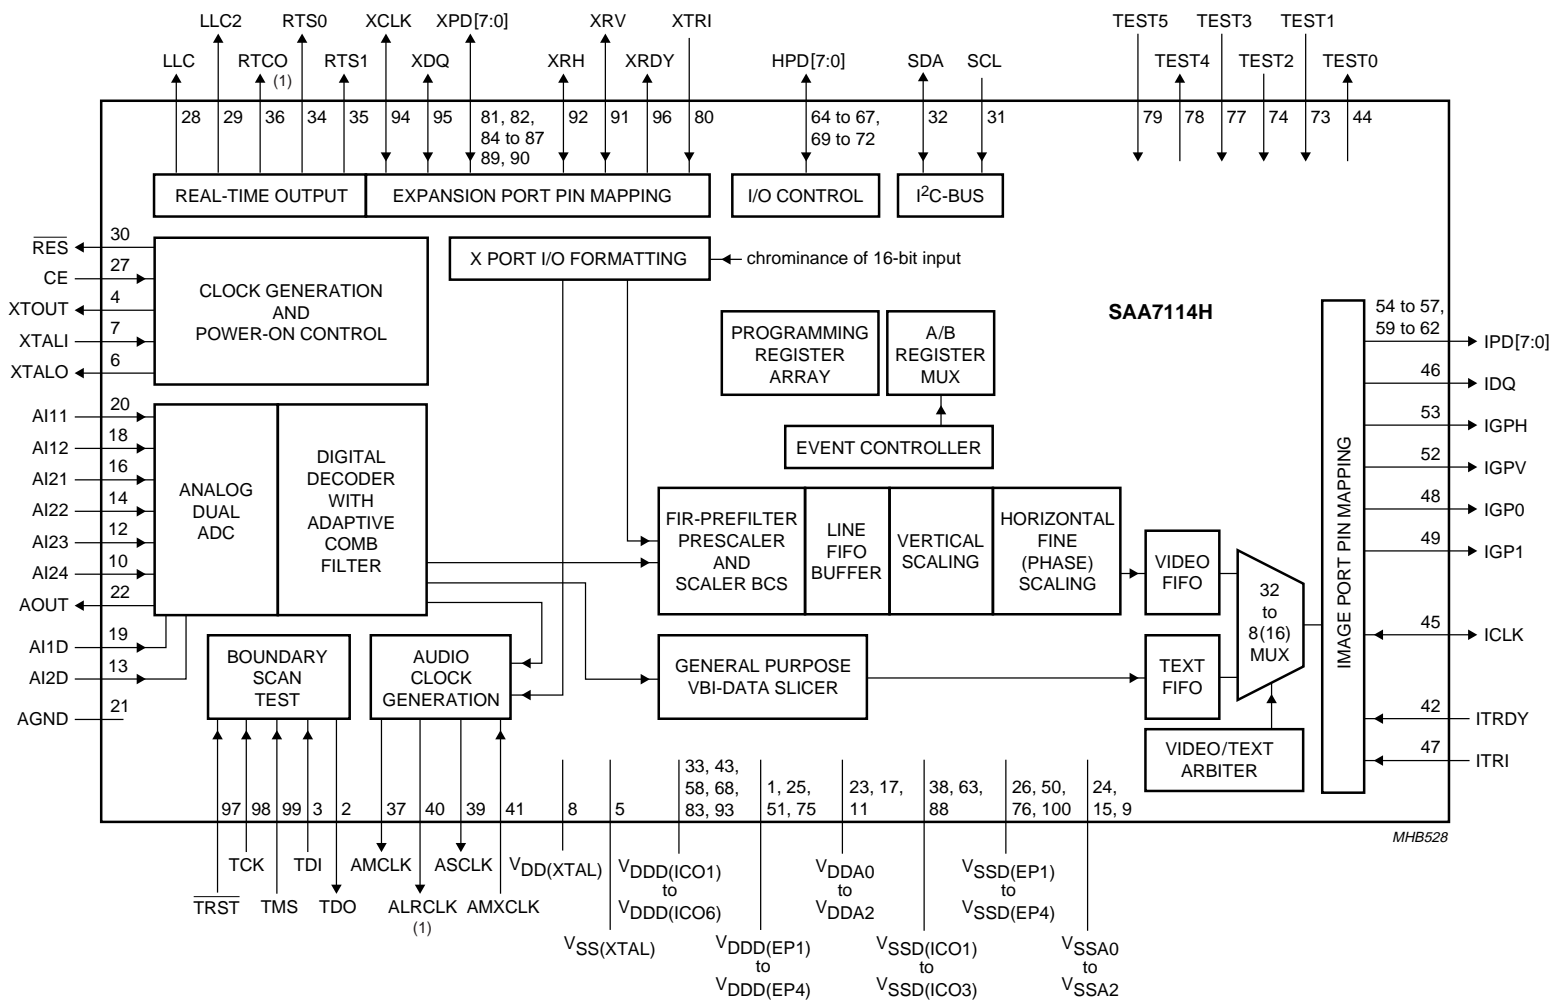 LLC2 RTS0 XCLK XPD[7:0] XRV XTRI TEST5 TEST3 TEST1
LLC RTCO RTS1 XDQ XRH XRDY HPD[7:0] SDA SCL TEST4 TEST2 TEST0
(1)
28 29 36 34 35 94 95 81, 82, 92 91 96 80 64 to 67, 32 31 79 78 77 74 73 44
84 to 87 69 to 72
89, 90
REAL-TIME OUTPUT EXPANSION PORT PIN MAPPING I/O CONTROL I2C-BUS
RES 30
CE 27
XTOUT 4
XTALI 7
XTALO 6
CLOCK GENERATION
AND
POWER-ON CONTROL
X PORT I/O FORMATTING chrominance of 16-bit input
SAA7114H
PROGRAMMING
REGISTER
ARRAY
A/B
REGISTER
MUX
EVENT CONTROLLER
AI11 20
AI12 18
AI21 16
AI22 14
AI23 12
AI24 10
AOUT 22
AI1D 19
AI2D 13
AGND 21
ANALOG
DUAL
ADC
DIGITAL
DECODER
WITH
ADAPTIVE
COMB
FILTER
FIR-PREFILTER
PRESCALER
AND
SCALER BCS
LINE
FIFO
BUFFER
VERTICAL
SCALING
HORIZONTAL
FINE
(PHASE)
SCALING
VIDEO
FIFO
32
to
8(16)
MUX
IMAGE PORT PIN MAPPING
54 to 57,
59 to 62 IPD[7:0]
46 IDQ
53 IGPH
52 IGPV
48 IGP0
49 IGP1
45 ICLK
42 ITRDY
47 ITRI
BOUNDARY
SCAN
TEST
AUDIO
CLOCK
GENERATION
GENERAL PURPOSE
VBI-DATA SLICER
TEXT
FIFO
VIDEO/TEXT
ARBITER
33, 43,
58, 68, 1, 25, 23, 17, 38, 63, 26, 50, 24,
97 98 99 3 2 37 40 39 41 8 5 83, 93 51, 75 11 88 76, 100 15, 9
MHB528
TCK TDI AMCLK ASCLK VDD(XTAL) VDDD(ICO1) VDDA0 VSSD(EP1)
to to to
TRST TMS TDO ALRCLK AMXCLK VDDD(ICO6) VDDA2 VSSD(EP4)
(1)
VSS(XTAL) VDDD(EP1) VSSD(ICO1) VSSA0
to to to
VDDD(EP4) VSSD(ICO3) VSSA2